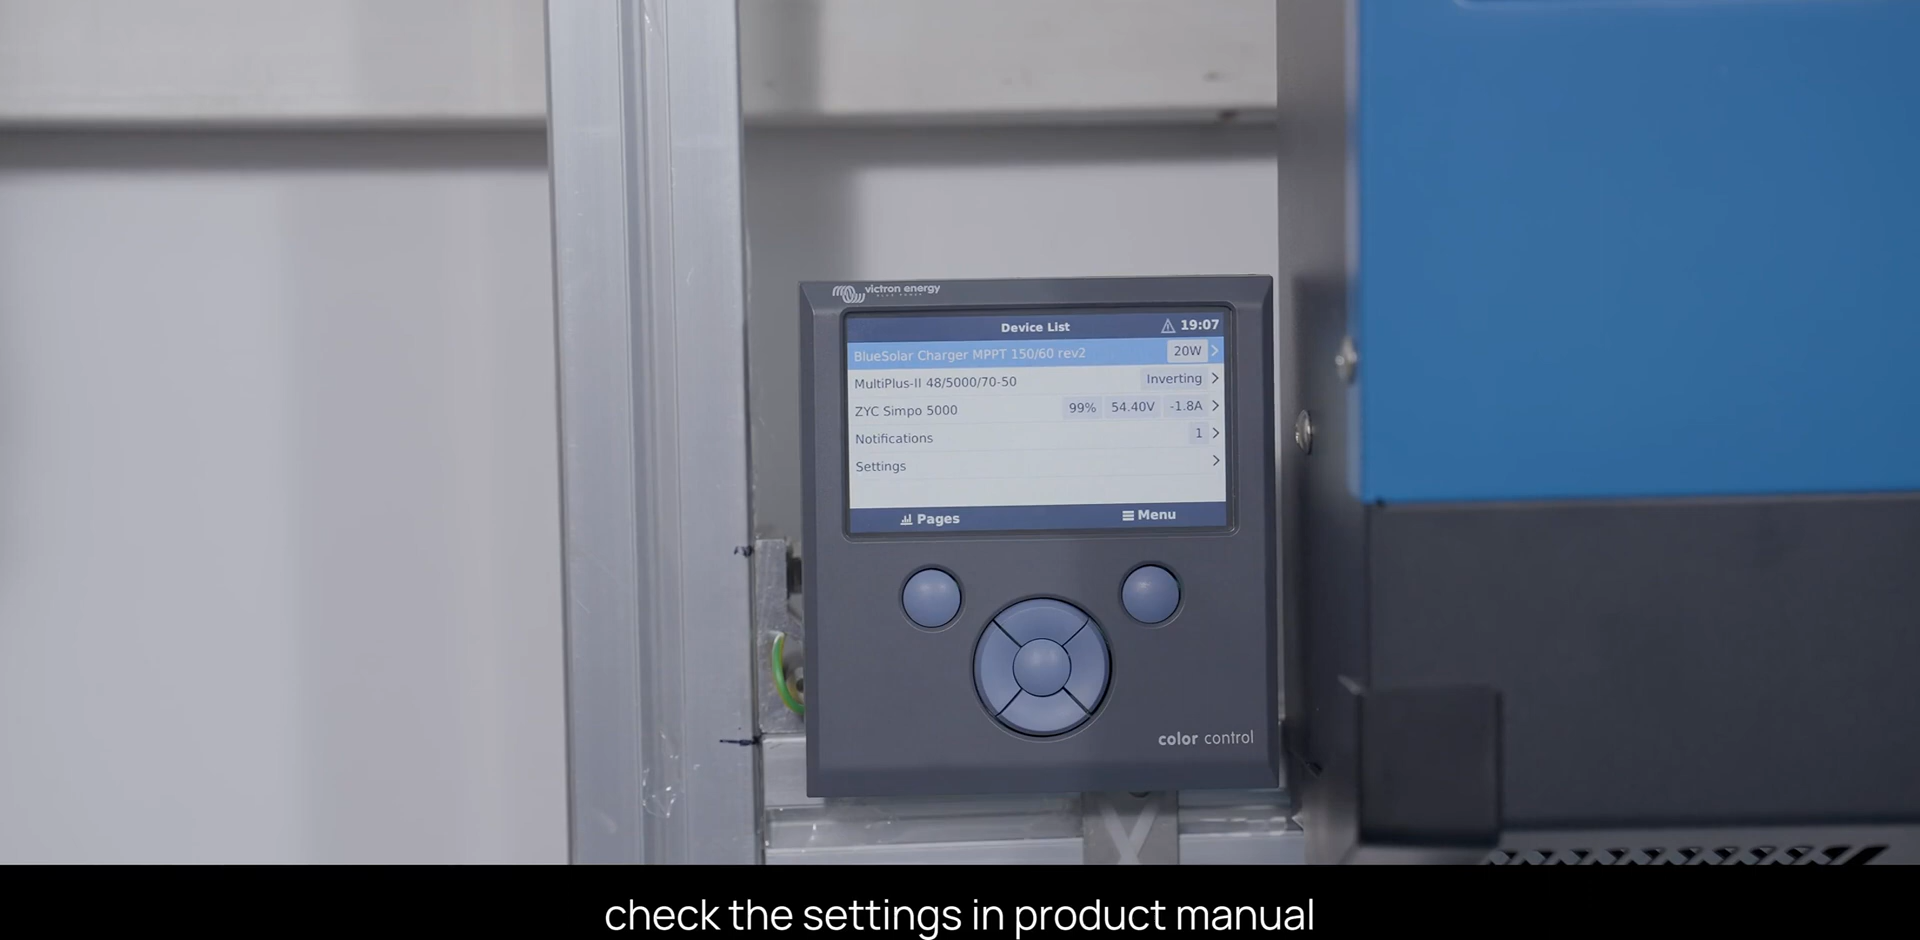 victron energy
BLUE POWER
Device List 19:07
BlueSolar Charger MPPT 150/60 rev2 20W
MultiPlus-II 48/5000/70-50 Inverting
ZYC Simpo 5000 99% 54.40V -1.8A
Notifications 1
Settings
Pages Menu
color control
check the settings in product manual